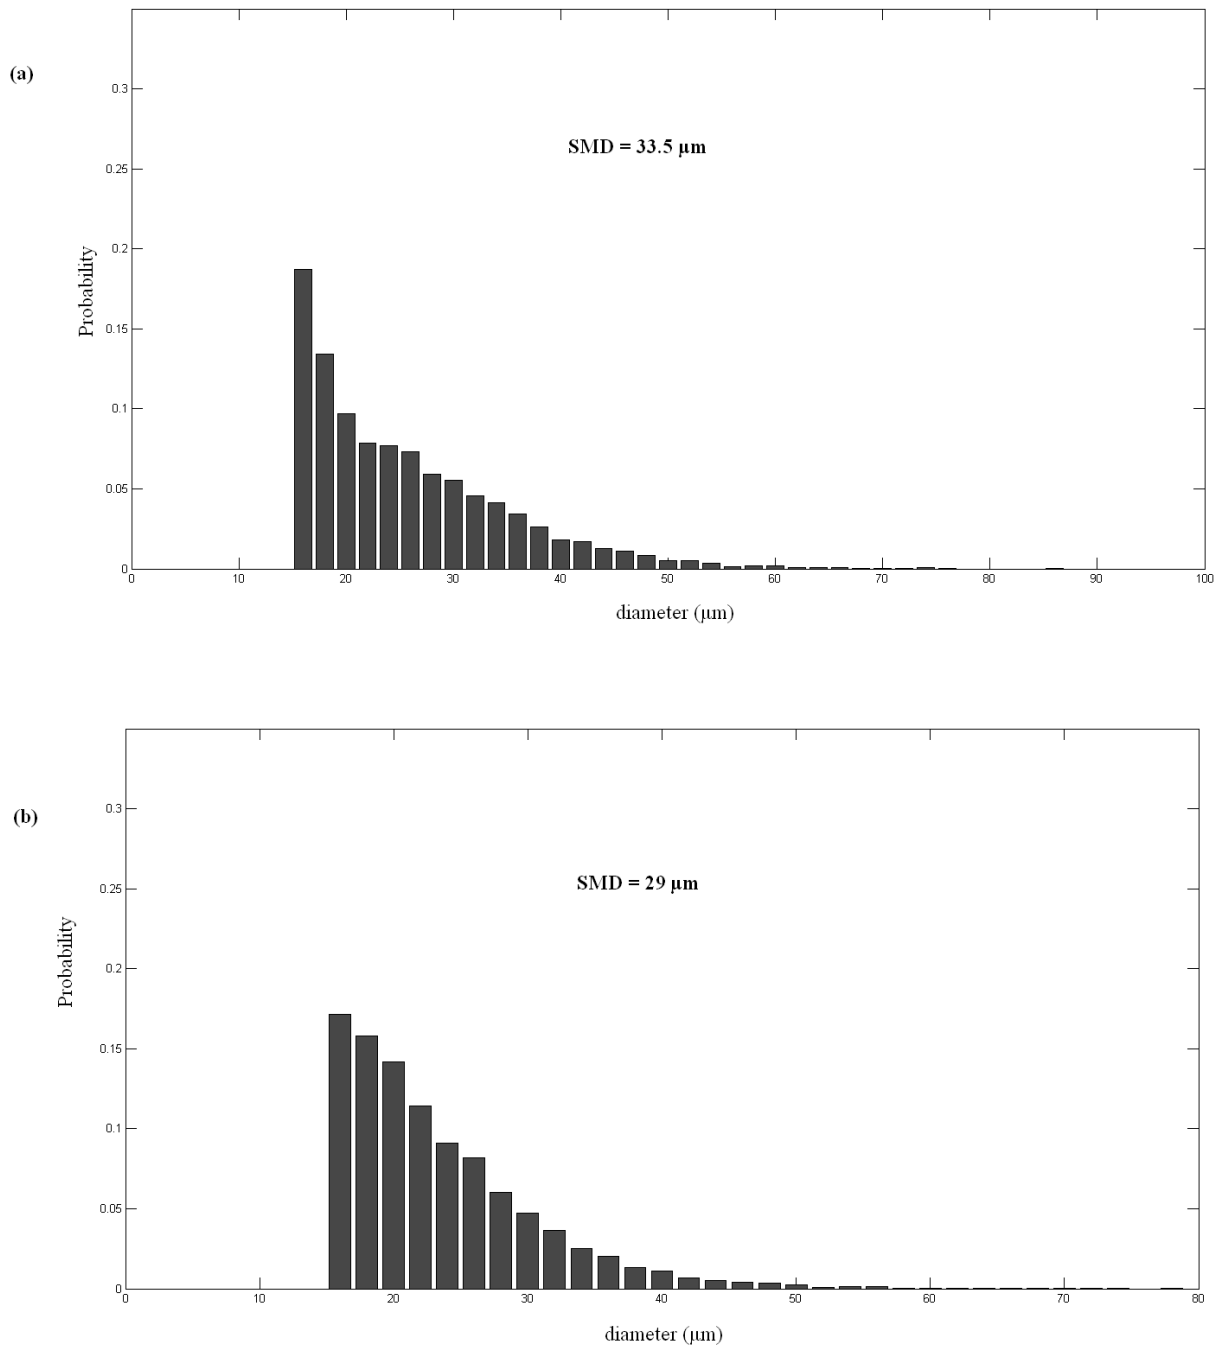 (a)
SMD = 33.5 µm
Probability
0.3
0.25
0.2
0.15
0.1
0.05
0
0 10 20 30 40 50 60 70 80 90 100
diameter (µm)
(b)
SMD = 29 µm
Probability
0.3
0.25
0.2
0.15
0.1
0.05
0
0 10 20 30 40 50 60 70 80
diameter (µm)